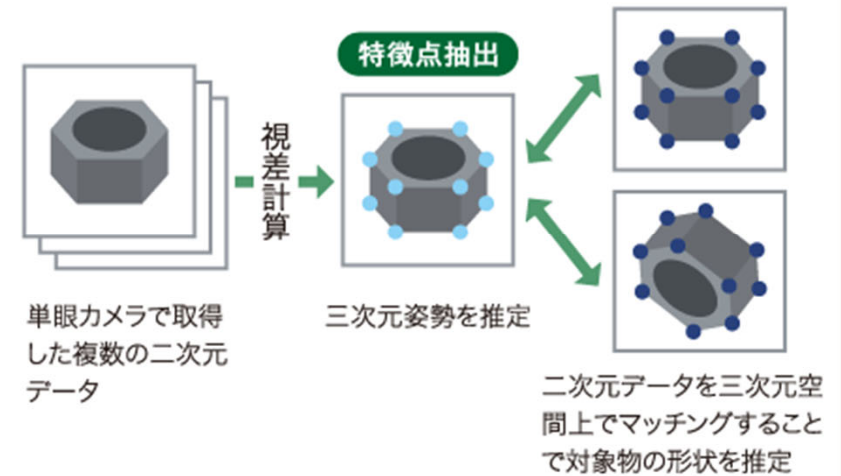 特徴点抽出
視差計算
単眼カメラで取得
した複数の二次元
データ
三次元姿勢を推定
二次元データを三次元空
間上でマッチングすること
で対象物の形状を推定